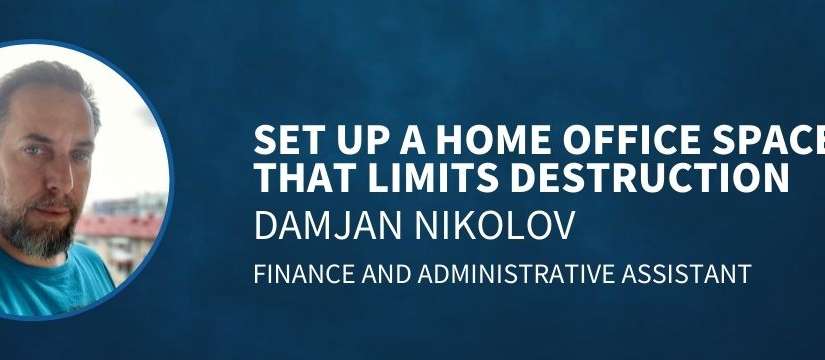 SET UP A HOME OFFICE SPACE
THAT LIMITS DESTRUCTION
DAMJAN NIKOLOV
FINANCE AND ADMINISTRATIVE ASSISTANT